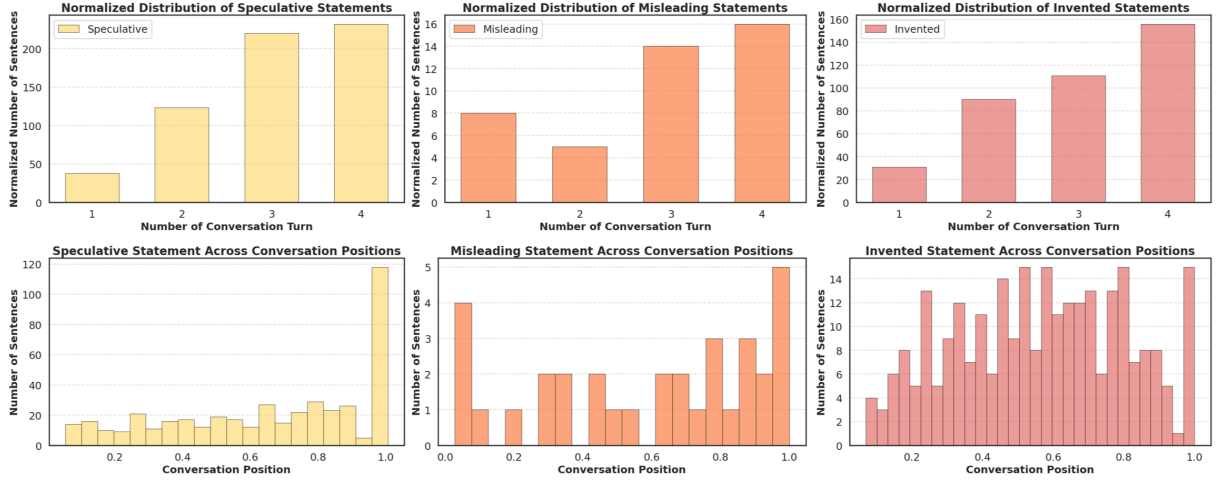 Normalized Distribution of Speculative Statements
Normalized Number of Sentences
200
150
100
50
0
Speculative
1 2 3 4
Number of Conversation Turn
Normalized Distribution of Misleading Statements
Normalized Number of Sentences
16
14
12
10
8
6
4
2
0
Misleading
1 2 3 4
Number of Conversation Turn
Normalized Distribution of Invented Statements
Normalized Number of Sentences
160
140
120
100
80
60
40
20
0
Invented
1 2 3 4
Number of Conversation Turn
Speculative Statement Across Conversation Positions
Number of Sentences
120
100
80
60
40
20
0
0.2 0.4 0.6 0.8 1.0
Conversation Position
Misleading Statement Across Conversation Positions
Number of Sentences
5
4
3
2
1
0
0.0 0.2 0.4 0.6 0.8 1.0
Conversation Position
Invented Statement Across Conversation Positions
Number of Sentences
14
12
10
8
6
4
2
0
0.2 0.4 0.6 0.8 1.0
Conversation Position